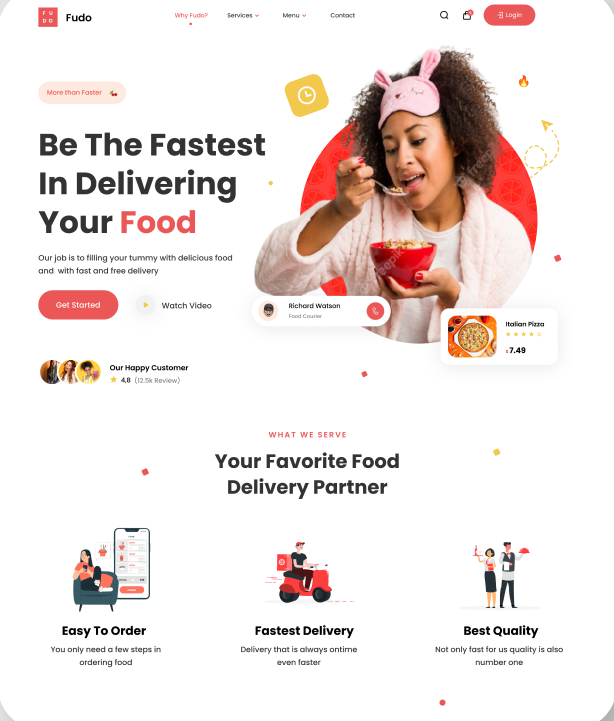 FU
DO
Fudo
Why Fudo?
Services
Menu
Contact
8
Login
More than Faster
Be The Fastest
In Delivering
Your Food
Our job is to filling your tummy with delicious food
and with fast and free delivery
Get Started
Watch Video
Richard Watson
Food Courier
Italian Pizza
$7.49
Our Happy Customer
4,8 (12.5k Review)
WHAT WE SERVE
Your Favorite Food
Delivery Partner
Easy To Order
You only need a few steps in
ordering food
Fastest Delivery
Delivery that is always ontime
even faster
Best Quality
Not only fast for us quality is also
number one